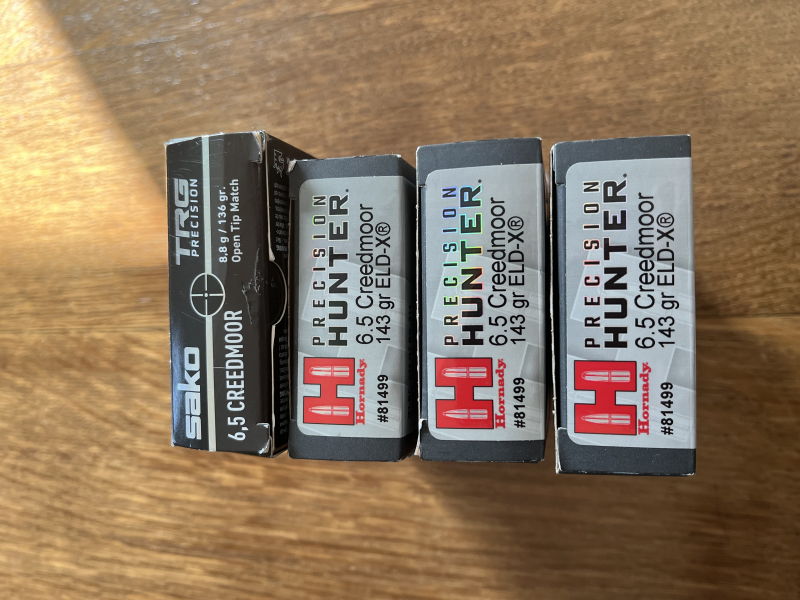 sako
TRG
PRECISION
6,5 CREEDMOOR
8,8 g / 136 gr.
Open Tip Match
H
Hornady.
PRECISION
HUNTER.
6.5 Creedmoor
143 gr ELD-X®
#81499
H
Hornady.
PRECISION
HUNTER.
6.5 Creedmoor
143 gr ELD-X®
#81499
H
Hornady.
PRECISION
HUNTER.
6.5 Creedmoor
143 gr ELD-X®
#81499